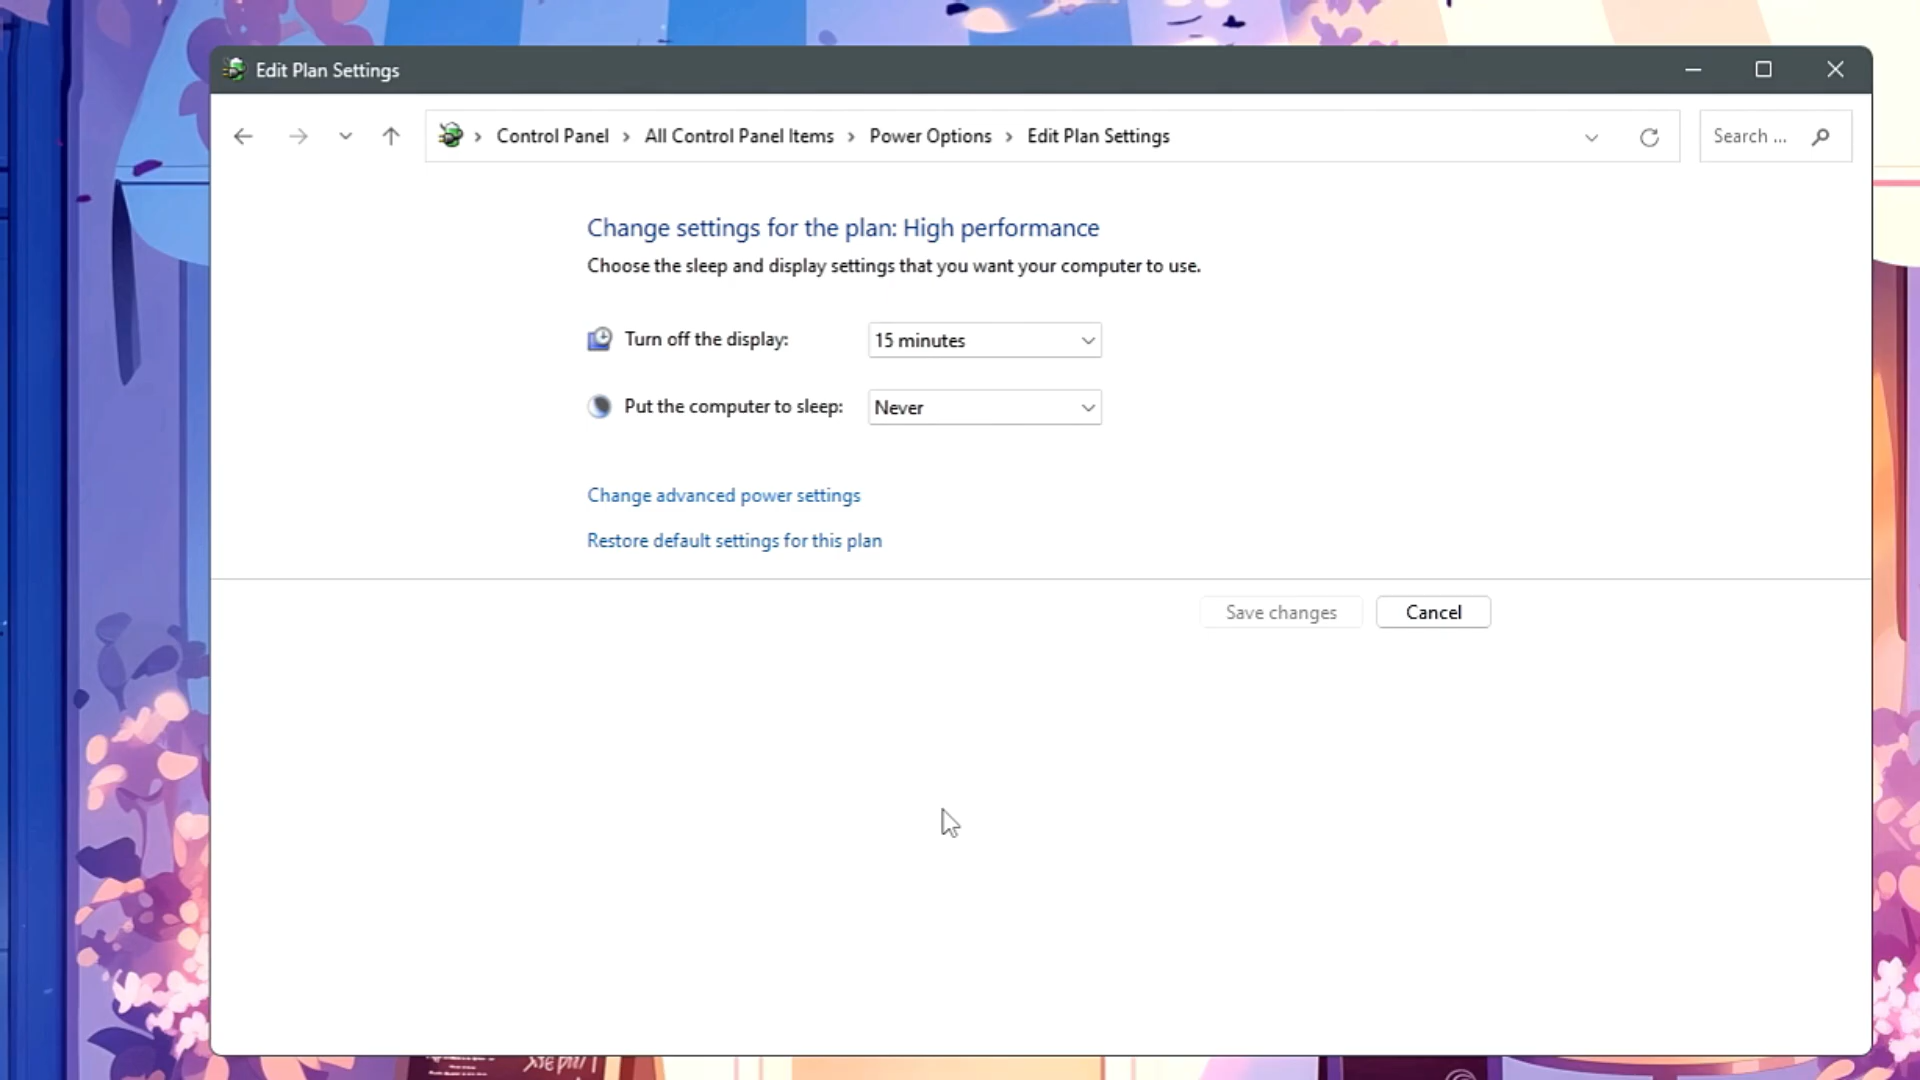 Edit Plan Settings
Control Panel > All Control Panel Items > Power Options > Edit Plan Settings
Search ...
Change settings for the plan: High performance
Choose the sleep and display settings that you want your computer to use.
Turn off the display: 15 minutes
Put the computer to sleep: Never
Change advanced power settings
Restore default settings for this plan
Save changes Cancel